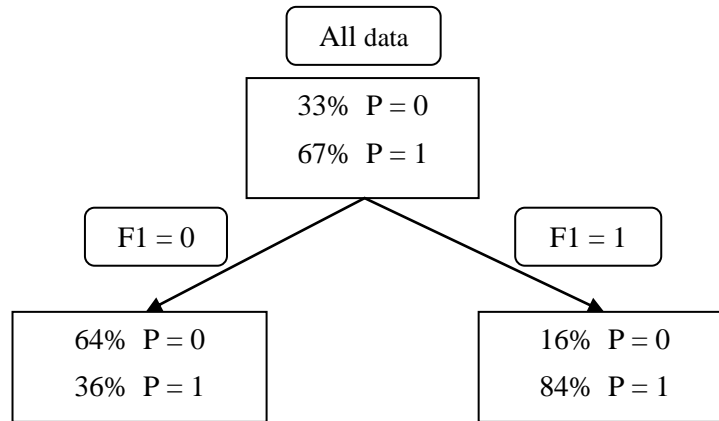 All data
33% P = 0
67% P = 1
F1 = 0
F1 = 1
64% P = 0
36% P = 1
16% P = 0
84% P = 1